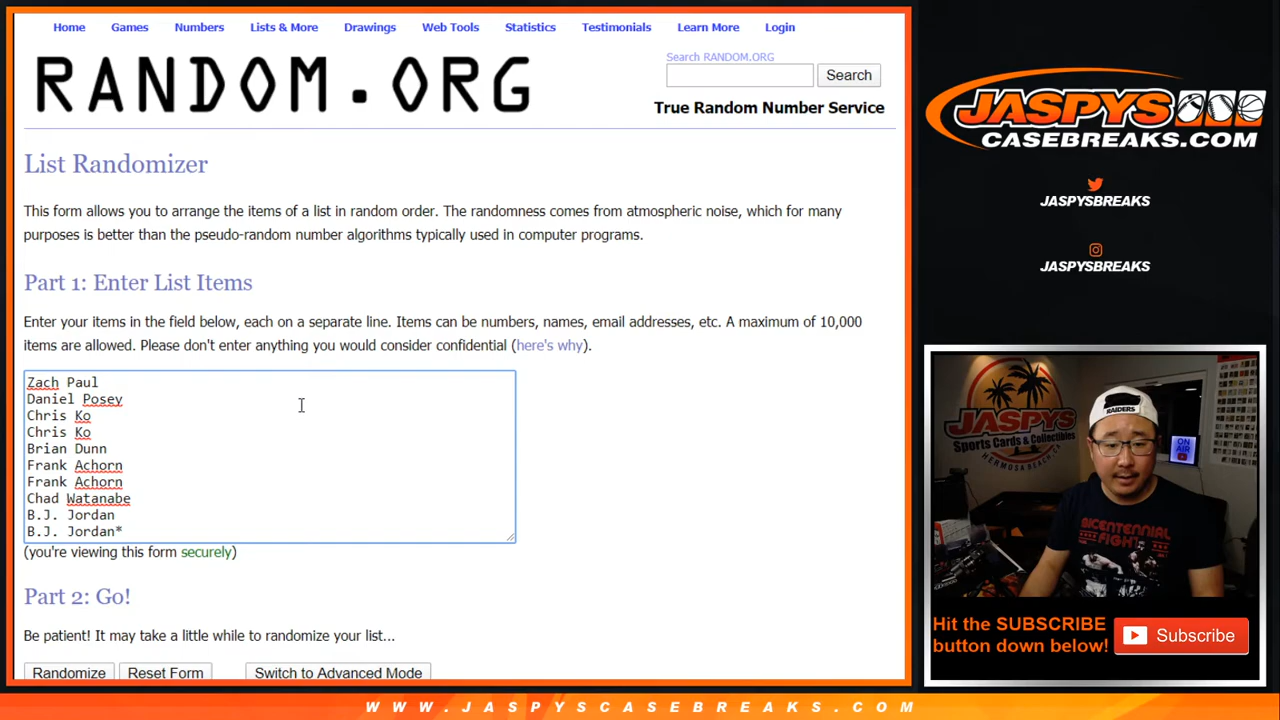 Home Games Numbers Lists & More Drawings Web Tools Statistics Testimonials Learn More Login
RANDOM.ORG
Search RANDOM.ORG
Search
True Random Number Service
List Randomizer
This form allows you to arrange the items of a list in random order. The randomness comes from atmospheric noise, which for many
purposes is better than the pseudo-random number algorithms typically used in computer programs.
Part 1: Enter List Items
Enter your items in the field below, each on a separate line. Items can be numbers, names, email addresses, etc. A maximum of 10,000
items are allowed. Please don't enter anything you would consider confidential (here's why).
Zach Paul
Daniel Posey
Chris Ko
Chris Ko
Brian Dunn
Frank Achorn
Frank Achorn
Chad Watanabe
B.J. Jordan
B.J. Jordan*
(you're viewing this form securely)
Part 2: Go!
Be patient! It may take a little while to randomize your list...
Randomize Reset Form Switch to Advanced Mode
JASPYS
CASEBREAKS.COM
JASPYSBREAKS
JASPYSBREAKS
JASPYS
Sports Cards & Collectibles
HERMOSA BEACH, CA
RAIDERS
ON AIR
BICENTENNIAL
FIGHT
Hit the SUBSCRIBE
button down below!
Subscribe
WWW.JASPYSCASEBREAKS.COM